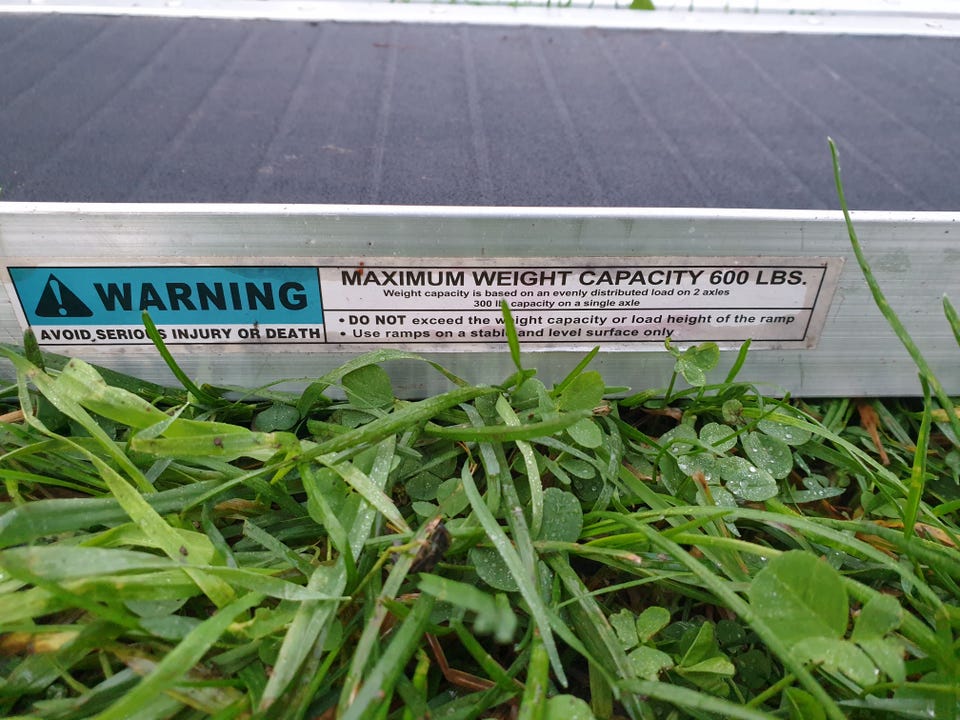 WARNING
AVOID SERIOUS INJURY OR DEATH
MAXIMUM WEIGHT CAPACITY 600 LBS.
Weight capacity is based on an evenly distributed load on 2 axles
300 lb capacity on a single axle
• DO NOT exceed the weight capacity or load height of the ramp
• Use ramps on a stable and level surface only